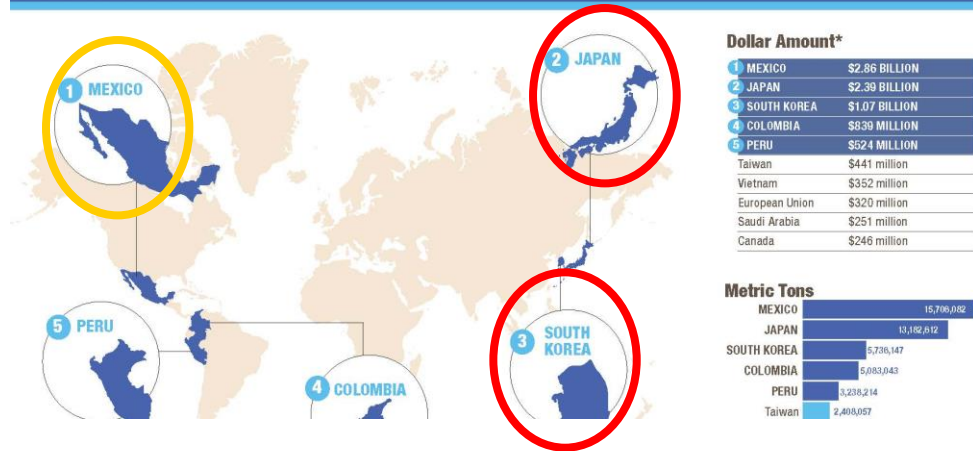 1 MEXICO
2 JAPAN
5 PERU
4 COLOMBIA
3 SOUTH
KOREA
Dollar Amount*
1 MEXICO $2.86 BILLION
2 JAPAN $2.39 BILLION
3 SOUTH KOREA $1.07 BILLION
4 COLOMBIA $839 MILLION
5 PERU $524 MILLION
Taiwan $441 million
Vietnam $352 million
European Union $320 million
Saudi Arabia $251 million
Canada $246 million
Metric Tons
MEXICO 15,706,082
JAPAN 13,182,612
SOUTH KOREA 5,736,147
COLOMBIA 5,083,043
PERU 3,238,214
Taiwan 2,408,057